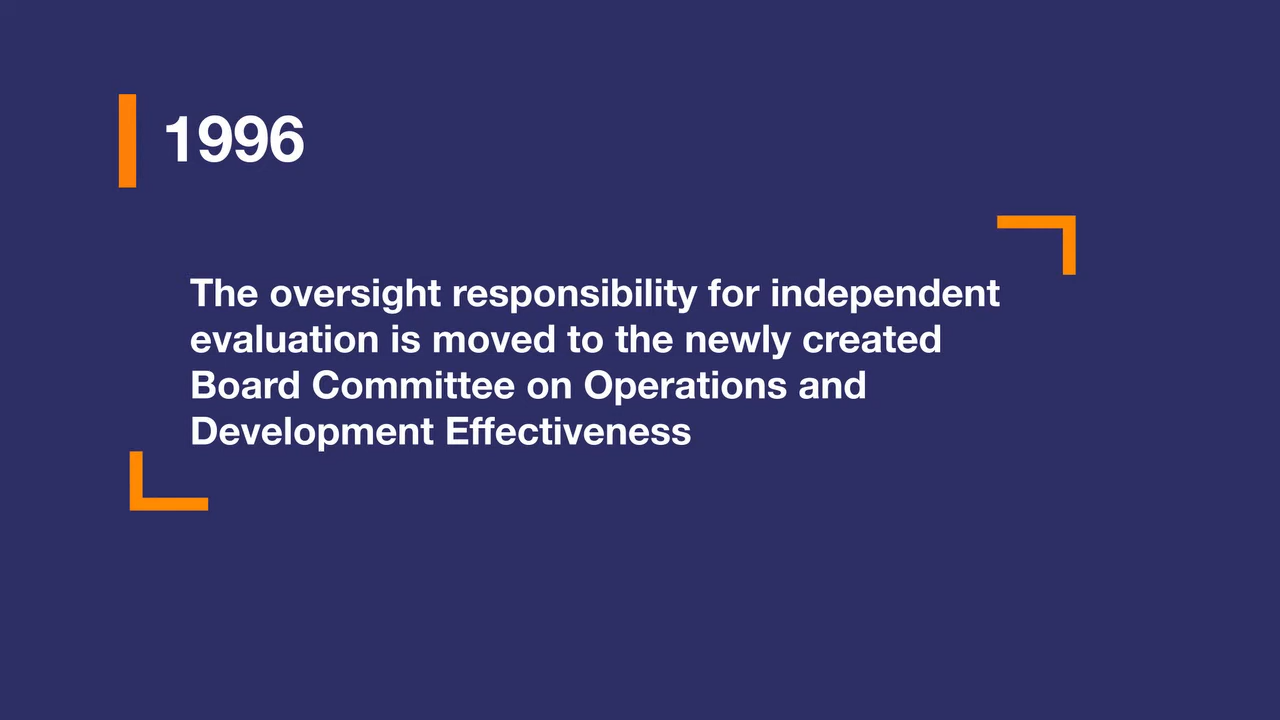 1996
The oversight responsibility for independent
evaluation is moved to the newly created
Board Committee on Operations and
Development Effectiveness